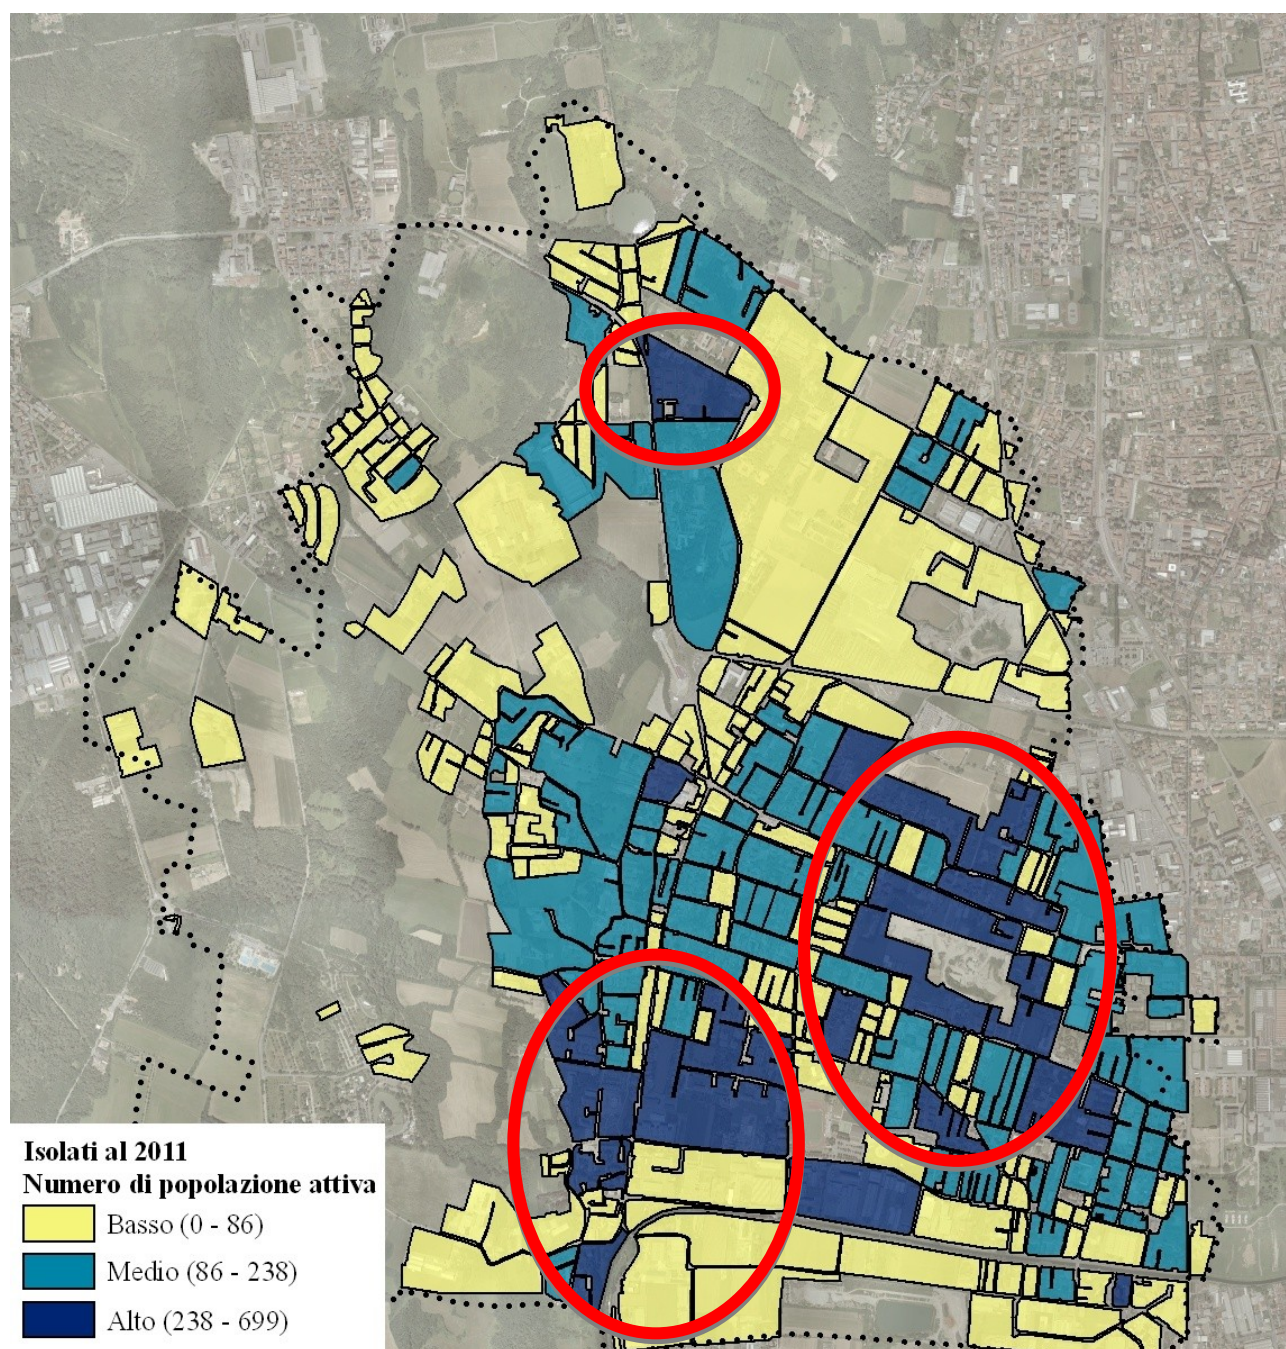 Isolati al 2011
Numero di popolazione attiva
Basso (0 - 86)
Medio (86 - 238)
Alto (238 - 699)